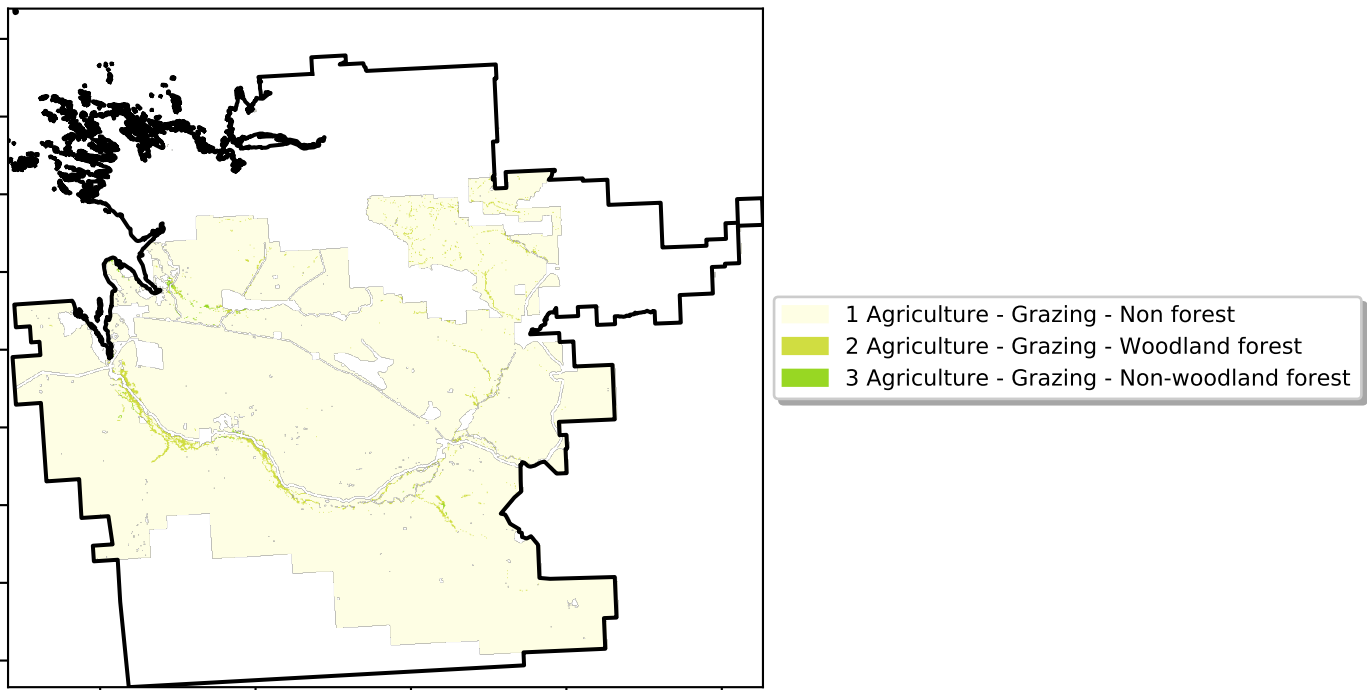 1 Agriculture - Grazing - Non forest
2 Agriculture - Grazing - Woodland forest
3 Agriculture - Grazing - Non-woodland forest